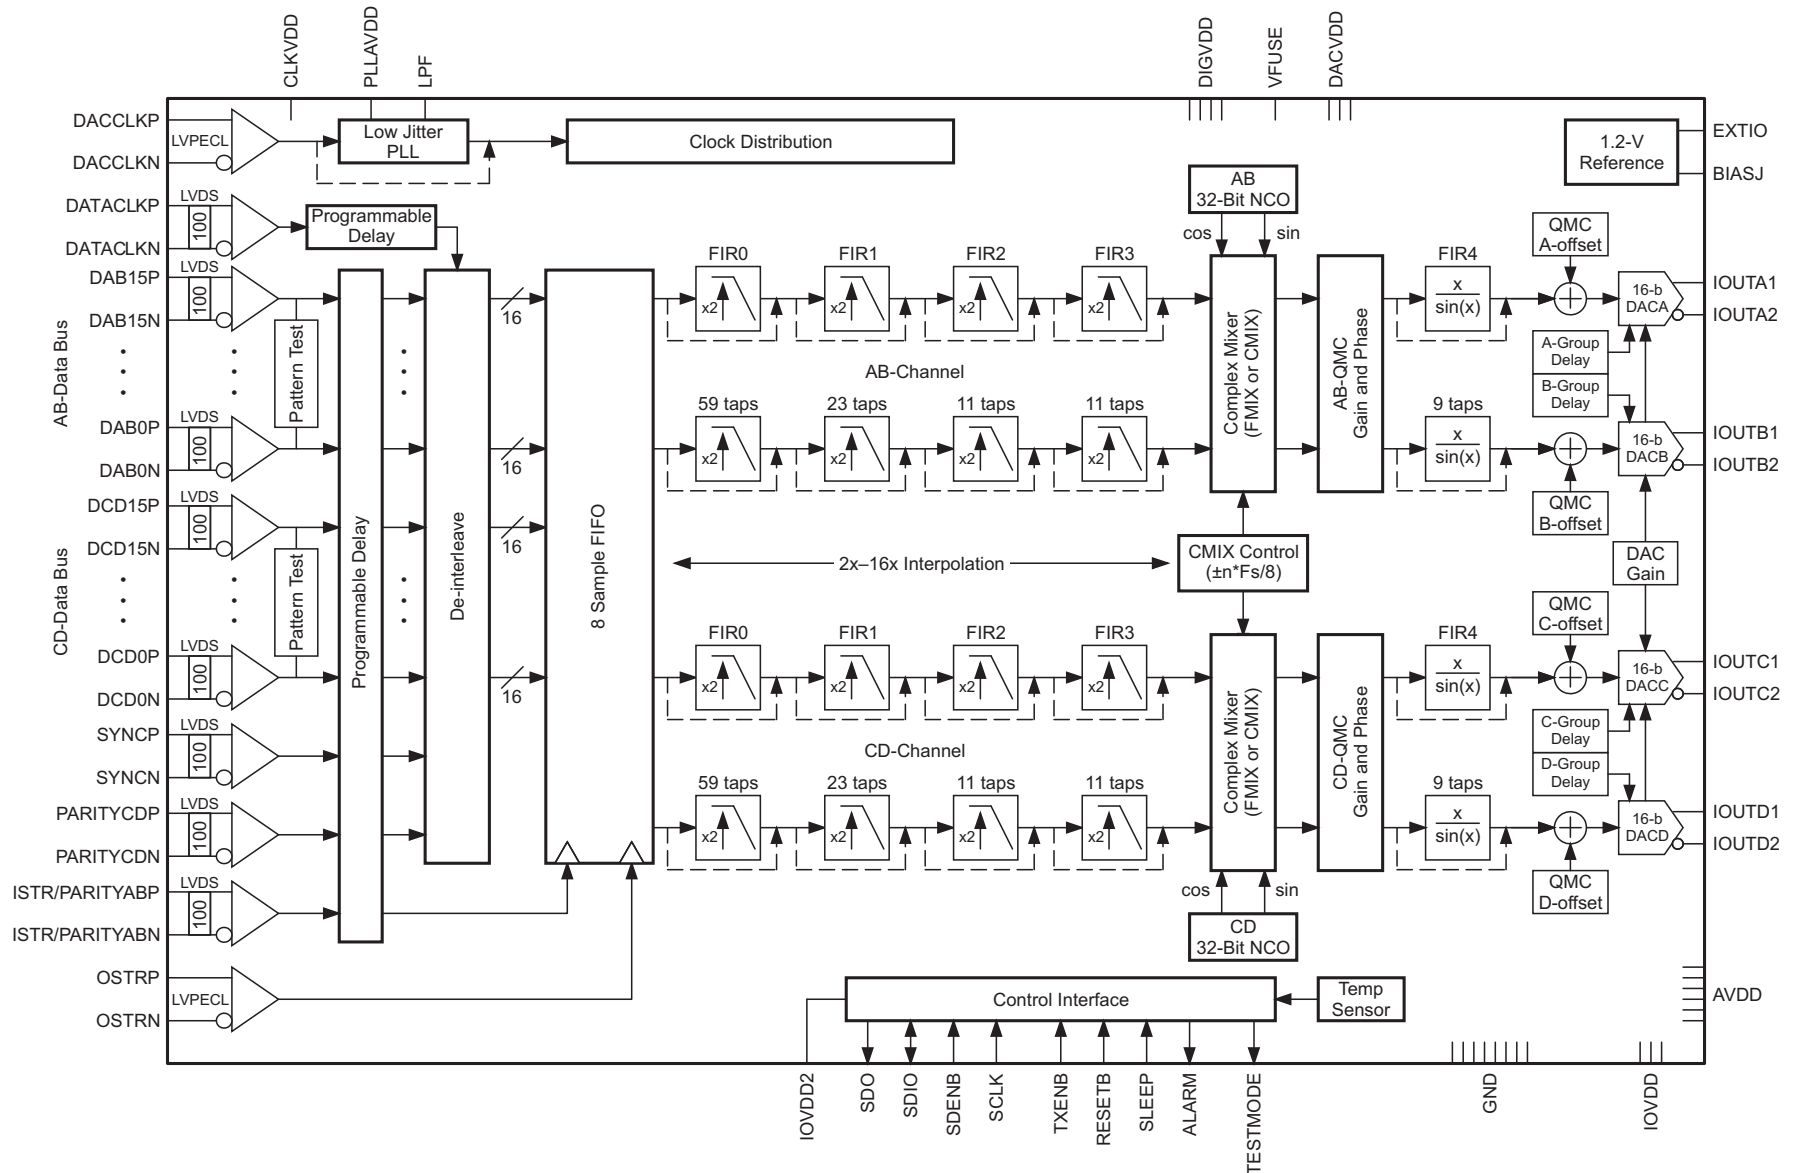 CLKVDD
PLLAVDD
LPF
DIGVDD
VFUSE
DACVDD
DACCLKP
LVPECL
DACCLKN
Low Jitter
PLL
Clock Distribution
1.2-V
Reference
EXTIO
BIASJ
AB
32-Bit NCO
cos
sin
DATACLKP
LVDS
100
DATACLKN
Programmable
Delay
QMC
A-offset
AB-Data Bus
DAB15P
LVDS
100
DAB15N
Pattern Test
DAB0P
LVDS
100
DAB0N
CD-Data Bus
DCD15P
LVDS
100
DCD15N
Pattern Test
DCD0P
LVDS
100
DCD0N
SYNCP
LVDS
100
SYNCN
PARITYCDP
LVDS
100
PARITYCDN
ISTR/PARITYABP
LVDS
100
ISTR/PARITYABN
OSTRP
LVPECL
OSTRN
Programmable Delay
De-interleave
16
16
16
16
8 Sample FIFO
FIR0
FIR1
FIR2
FIR3
x2
x2
x2
x2
AB-Channel
59 taps
23 taps
11 taps
11 taps
x2
x2
x2
x2
Complex Mixer
(FMIX or CMIX)
AB-QMC
Gain and Phase
FIR4
x
sin(x)
9 taps
x
sin(x)
16-b
DACA
IOUTA1
IOUTA2
A-Group
Delay
B-Group
Delay
16-b
DACB
IOUTB1
IOUTB2
QMC
B-offset
2x–16x Interpolation
CMIX Control
(±n*Fs/8)
DAC
Gain
QMC
C-offset
FIR0
FIR1
FIR2
FIR3
x2
x2
x2
x2
CD-Channel
59 taps
23 taps
11 taps
11 taps
x2
x2
x2
x2
Complex Mixer
(FMIX or CMIX)
CD-QMC
Gain and Phase
FIR4
x
sin(x)
9 taps
x
sin(x)
16-b
DACC
IOUTC1
IOUTC2
C-Group
Delay
D-Group
Delay
16-b
DACD
IOUTD1
IOUTD2
QMC
D-offset
cos
sin
CD
32-Bit NCO
Control Interface
Temp
Sensor
AVDD
IOVDD2
SDO
SDIO
SDENB
SCLK
TXENB
RESETB
SLEEP
ALARM
TESTMODE
GND
IOVDD